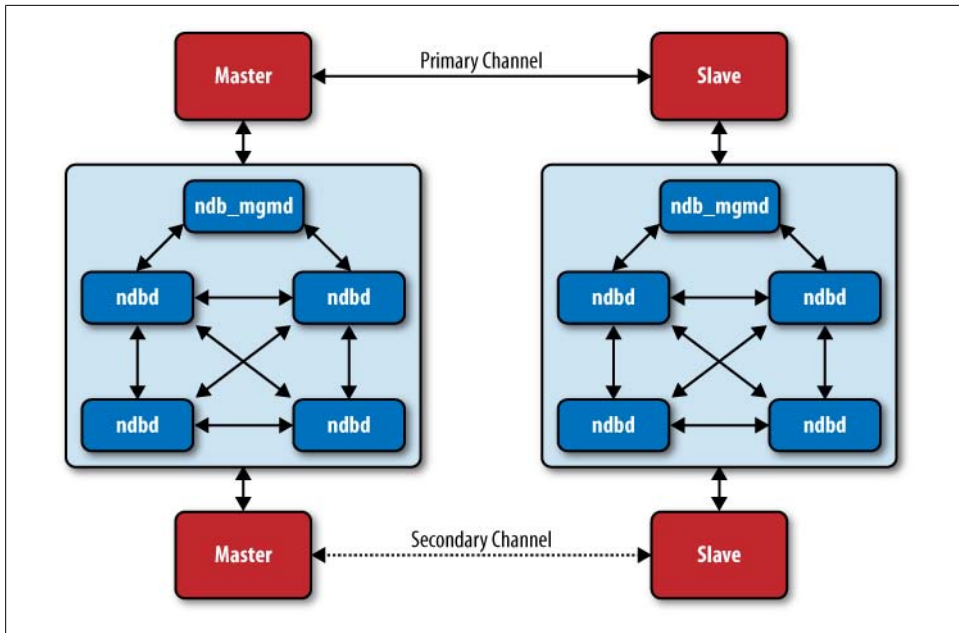 Master
Primary Channel
Slave
ndb_mgmd
ndbd
ndbd
ndbd
ndbd
ndb_mgmd
ndbd
ndbd
ndbd
ndbd
Master
Secondary Channel
Slave